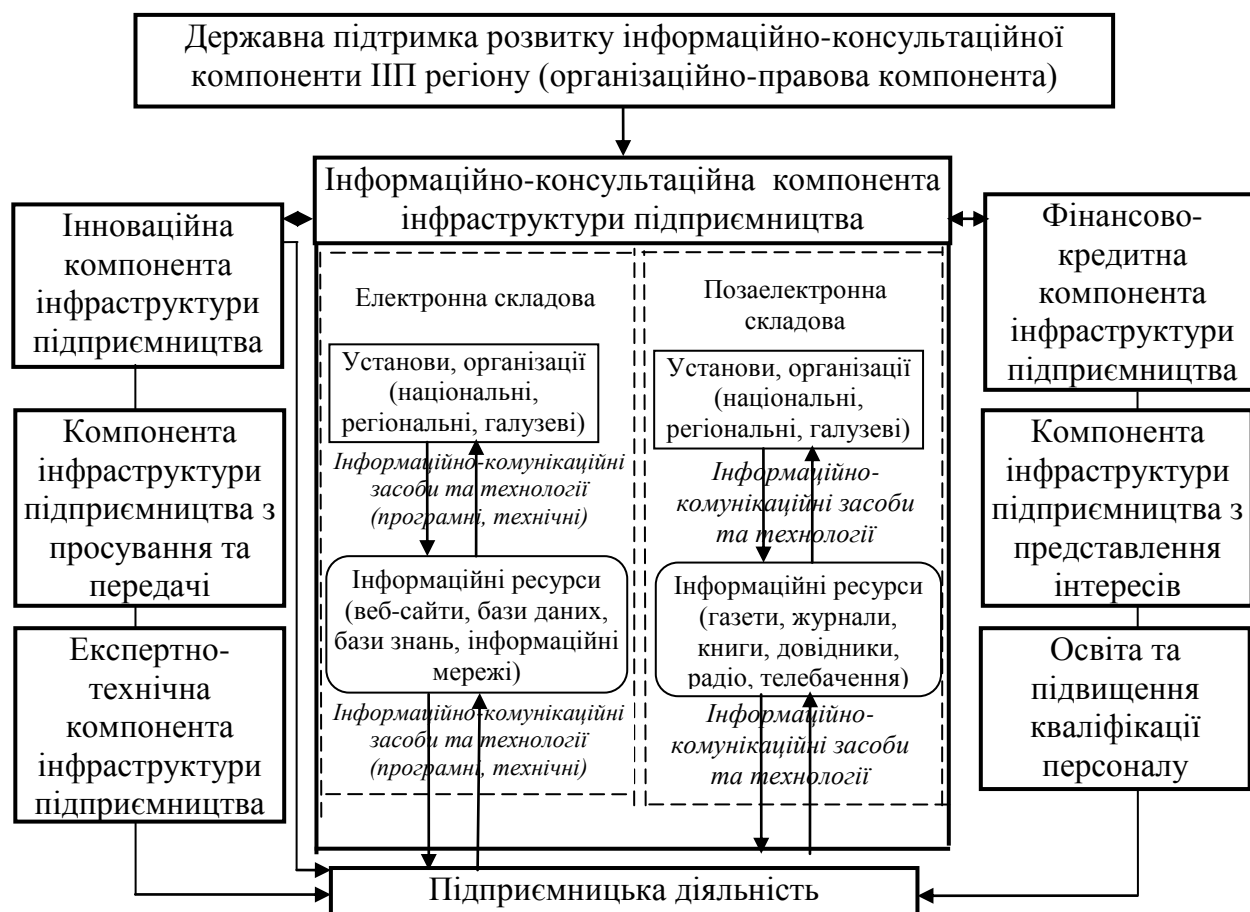 Державна підтримка розвитку інформаційно-консультаційної
компоненти ІІП регіону (організаційно-правова компонента)
Інформаційно-консультаційна компонента
інфраструктури підприємництва
Інноваційна
компонента
інфраструктури
підприємництва
Компонента
інфраструктури
підприємництва з
просування та
передачі
Експертно-
технічна
компонента
інфраструктури
підприємництва
Електронна складова
Установи, організації
(національні,
регіональні, галузеві)
Інформаційно-комунікаційні
засоби та технології
(програмні, технічні)
Інформаційні ресурси
(веб-сайти, бази даних,
бази знань, інформаційні
мережі)
Інформаційно-комунікаційні
засоби та технології
(програмні, технічні)
Позаелектронна
складова
Установи, організації
(національні,
регіональні, галузеві)
Інформаційно-
комунікаційні засоби
та технології
Інформаційні ресурси
(газети, журнали,
книги, довідники,
радіо, телебачення)
Інформаційно-
комунікаційні засоби
та технології
Фінансово-
кредитна
компонента
інфраструктури
підприємництва
Компонента
інфраструктури
підприємництва з
представлення
інтересів
Освіта та
підвищення
кваліфікації
персоналу
Підприємницька діяльність